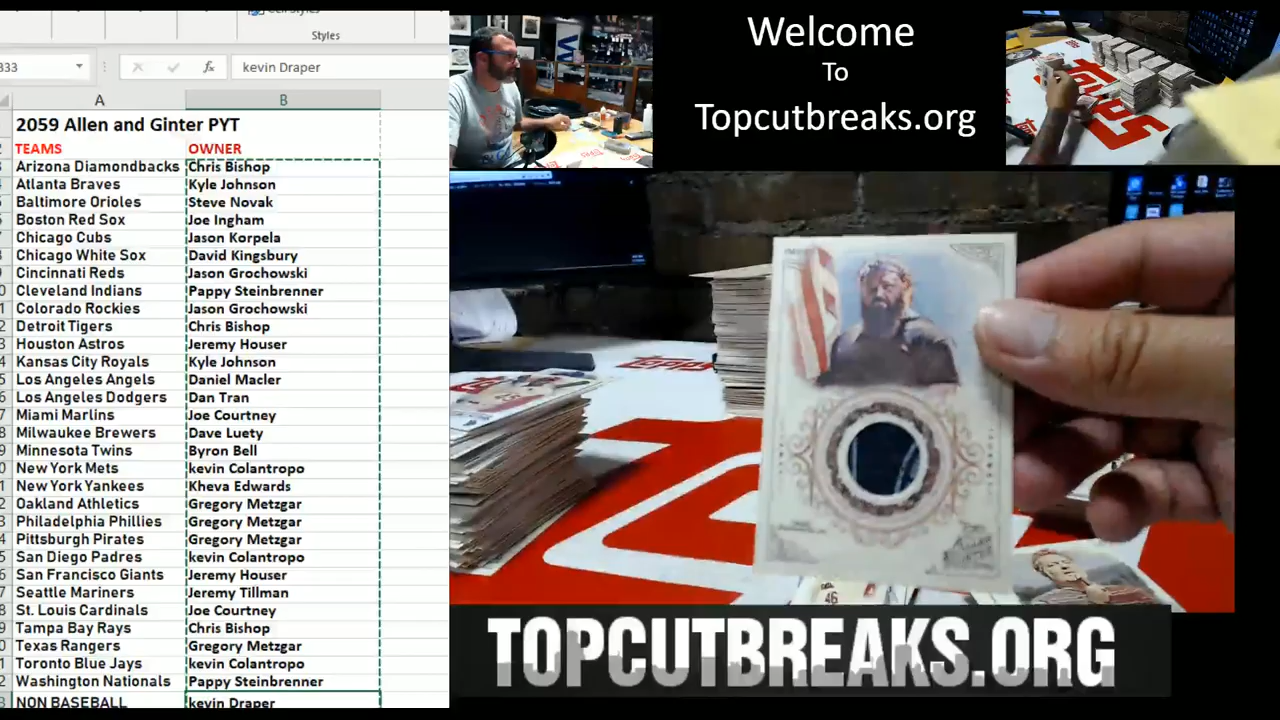 Styles
333
fx
kevin Draper
A
B
2059 Allen and Ginter PYT
TEAMS OWNER
Arizona Diamondbacks Chris Bishop
Atlanta Braves Kyle Johnson
Baltimore Orioles Steve Novak
Boston Red Sox Joe Ingham
Chicago Cubs Jason Korpela
Chicago White Sox David Kingsbury
Cincinnati Reds Jason Grochowski
Cleveland Indians Pappy Steinbrenner
Colorado Rockies Jason Grochowski
Detroit Tigers Chris Bishop
Houston Astros Jeremy Houser
Kansas City Royals Kyle Johnson
Los Angeles Angels Daniel Macler
Los Angeles Dodgers Dan Tran
Miami Marlins Joe Courtney
Milwaukee Brewers Dave Luety
Minnesota Twins Byron Bell
New York Mets kevin Colantropo
New York Yankees Kheva Edwards
Oakland Athletics Gregory Metzgar
Philadelphia Phillies Gregory Metzgar
Pittsburgh Pirates Gregory Metzgar
San Diego Padres kevin Colantropo
San Francisco Giants Jeremy Houser
Seattle Mariners Jeremy Tillman
St. Louis Cardinals Joe Courtney
Tampa Bay Rays Chris Bishop
Texas Rangers Gregory Metzgar
Toronto Blue Jays kevin Colantropo
Washington Nationals Pappy Steinbrenner
NON BASEBALL kevin Draper
Welcome
To
Topcutbreaks.org
TOPPS
46
TOPCUTBREAKS.ORG